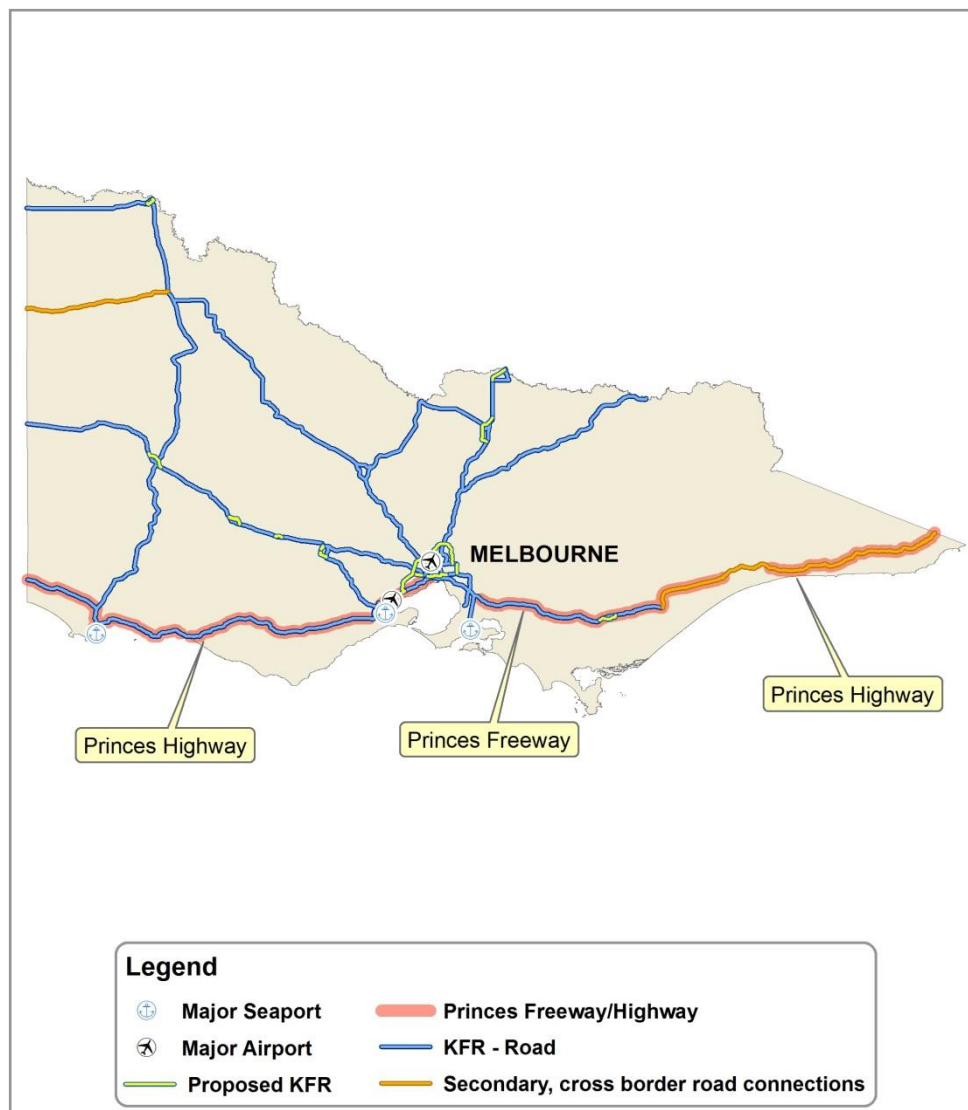 MELBOURNE
Princes Highway
Princes Freeway
Princes Highway
Legend
Major Seaport
Princes Freeway/Highway
Major Airport
KFR - Road
Proposed KFR
Secondary, cross border road connections